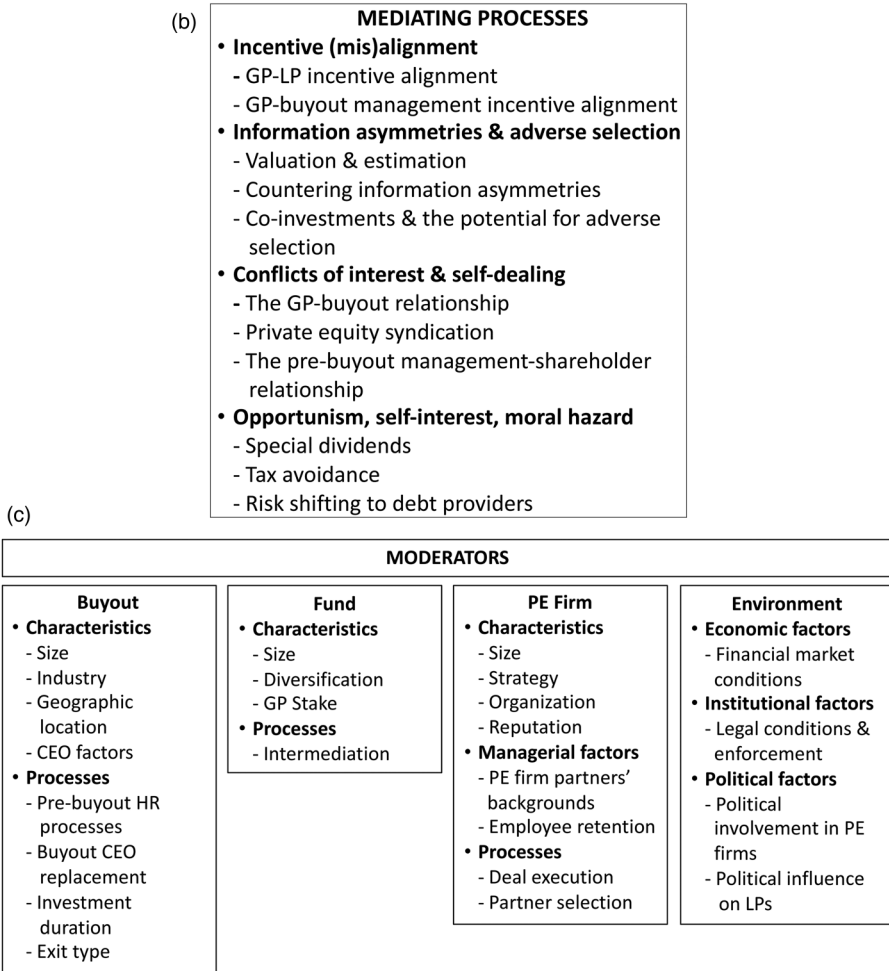 (b)
MEDIATING PROCESSES
• Incentive (mis)alignment
- GP-LP incentive alignment
- GP-buyout management incentive alignment
• Information asymmetries & adverse selection
- Valuation & estimation
- Countering information asymmetries
- Co-investments & the potential for adverse
selection
• Conflicts of interest & self-dealing
- The GP-buyout relationship
- Private equity syndication
- The pre-buyout management-shareholder
relationship
• Opportunism, self-interest, moral hazard
- Special dividends
- Tax avoidance
- Risk shifting to debt providers
(c)
MODERATORS
Buyout
• Characteristics
- Size
- Industry
- Geographic
location
- CEO factors
• Processes
- Pre-buyout HR
processes
- Buyout CEO
replacement
- Investment
duration
- Exit type
Fund
• Characteristics
- Size
- Diversification
- GP Stake
• Processes
- Intermediation
PE Firm
• Characteristics
- Size
- Strategy
- Organization
- Reputation
• Managerial factors
- PE firm partners’
backgrounds
- Employee retention
• Processes
- Deal execution
- Partner selection
Environment
• Economic factors
- Financial market
conditions
• Institutional factors
- Legal conditions &
enforcement
• Political factors
- Political
involvement in PE
firms
- Political influence
on LPs